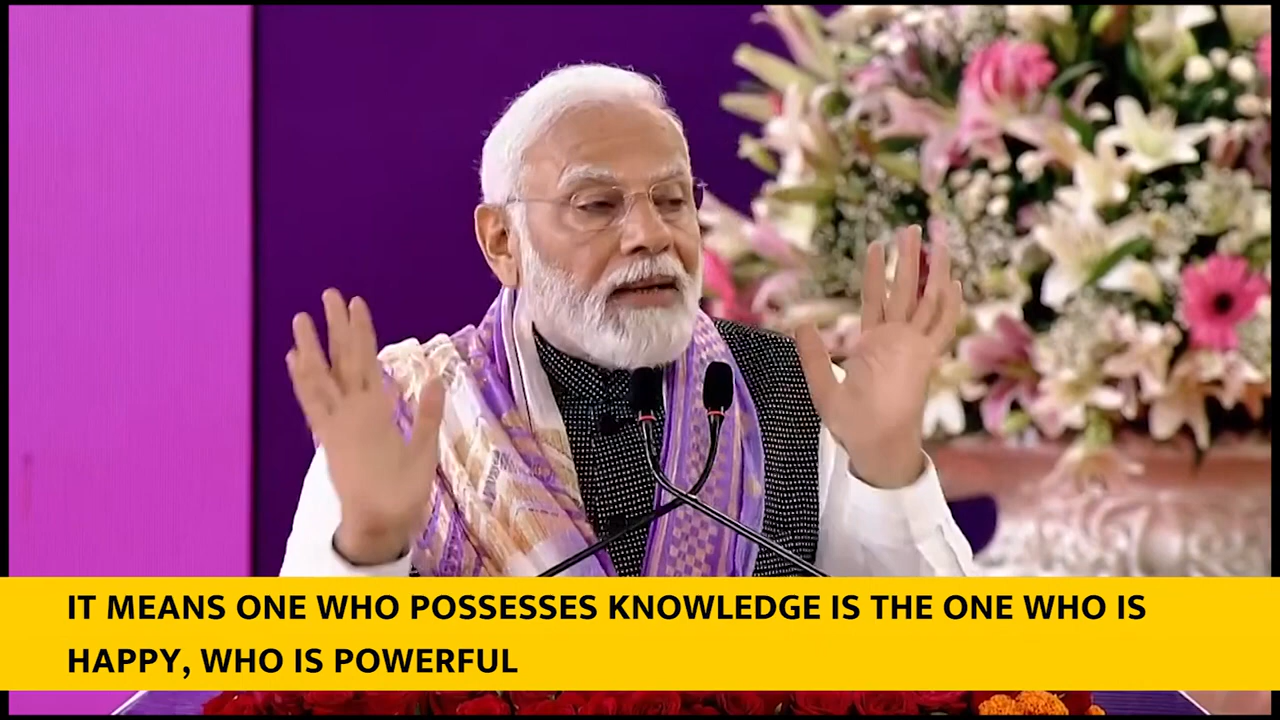 IT MEANS ONE WHO POSSESSES KNOWLEDGE IS THE ONE WHO IS
HAPPY, WHO IS POWERFUL